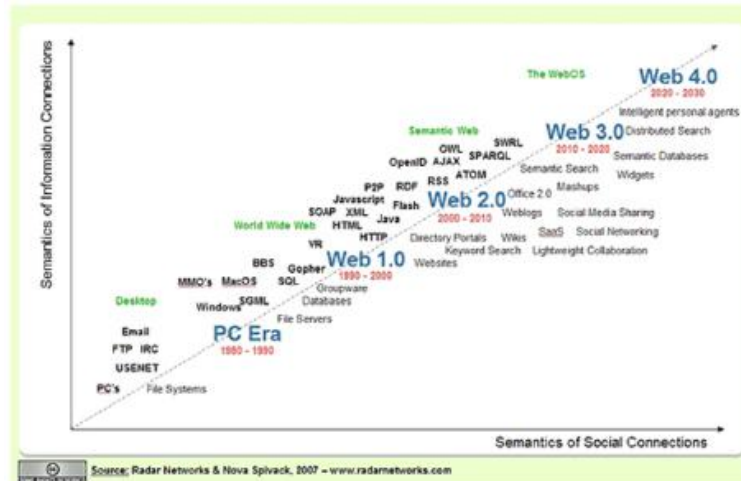 Semantics of Information Connections
The WebOS
Web 4.0
2020 - 2030
Intelligent personal agents
Web 3.0
2010 - 2020
Distributed Search
Semantic Web
SWRL
OWL
OpenID AJAX SPARQL
ATOM
Semantic Search
Semantic Databases
Widgets
P2P RDF RSS
Office 2.0
Mashups
Javascript
Flash
Web 2.0
2000 - 2010
SOAP XML
Java
Weblogs
Social Media Sharing
World Wide Web
HTML
HTTP
SaaS
Social Networking
Directory Portals
Wikis
VR
Keyword Search
Lightweight Collaboration
Web 1.0
1990 - 2000
Websites
BBS
Gopher
MMO's MacOS
SQL
Groupware
Desktop
SGML
Databases
Windows
File Servers
Email
PC Era
1980 - 1990
FTP IRC
USENET
PC's
File Systems
Semantics of Social Connections
Source: Radar Networks & Nova Spivack, 2007 – www.radarnetworks.com